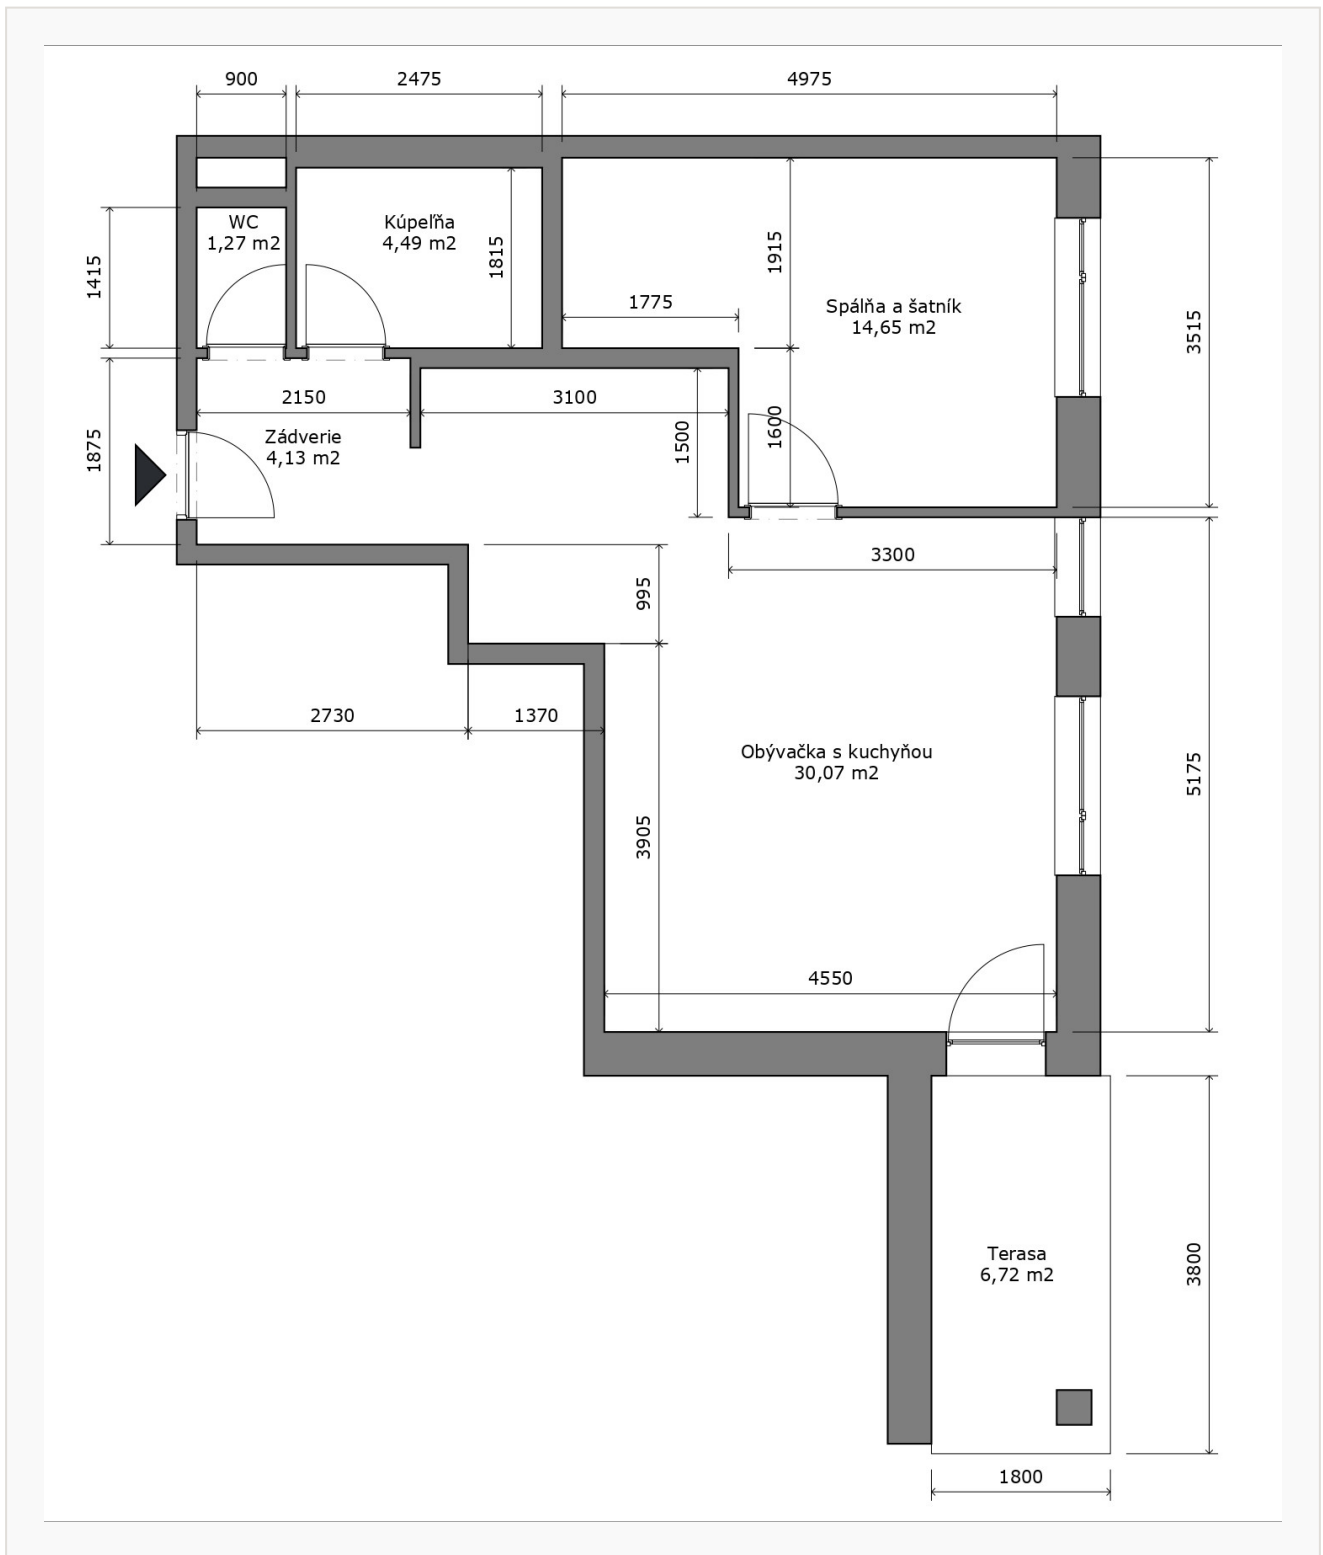 900
2475
4975
WC
1,27 m2
Kúpeľňa
4,49 m2
1415
1815
1915
1775
Spálňa a šatník
14,65 m2
3515
2150
3100
1875
Zádverie
4,13 m2
1500
1600
995
3300
2730
1370
Obývačka s kuchyňou
30,07 m2
5175
3905
4550
Terasa
6,72 m2
3800
1800